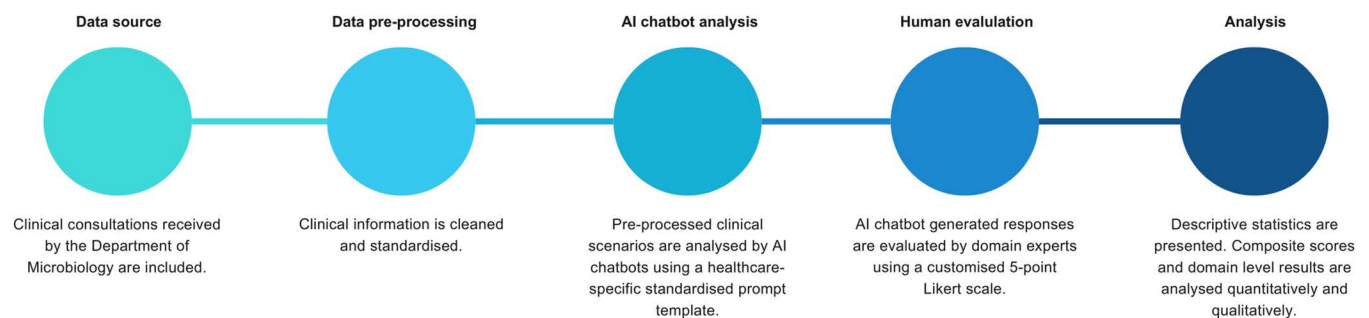 Data source
Clinical consultations received
by the Department of
Microbiology are included.
Data pre-processing
Clinical information is cleaned
and standardised.
AI chatbot analysis
Pre-processed clinical
scenarios are analysed by AI
chatbots using a healthcare-
specific standardised prompt
template.
Human evalulation
AI chatbot generated responses
are evaluated by domain experts
using a customised 5-point
Likert scale.
Analysis
Descriptive statistics are
presented. Composite scores
and domain level results are
analysed quantitatively and
qualitatively.